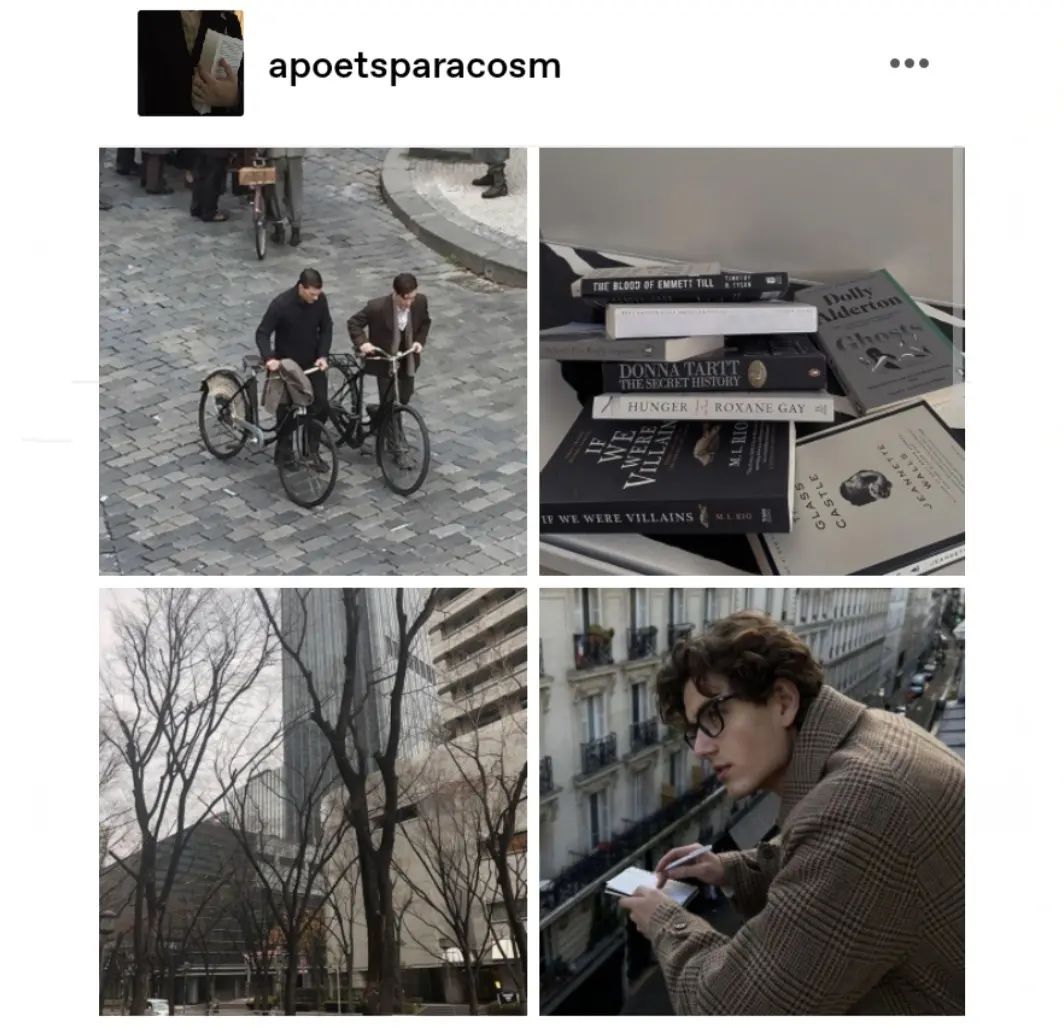 apoetsparacosm
THE BLOOD OF EMMETT TILL
TIMOTHY
B. TYSON
DONNA TARTT
THE SECRET HISTORY
HUNGER
ROXANE GAY
IF
WE
WERE
VILLAINS
M. L. RIO
IF WE WERE VILLAINS
M. L. RIO
Dolly
Alderton
Ghosts
GLASS
CASTLE
JEANNETTE
WALLS